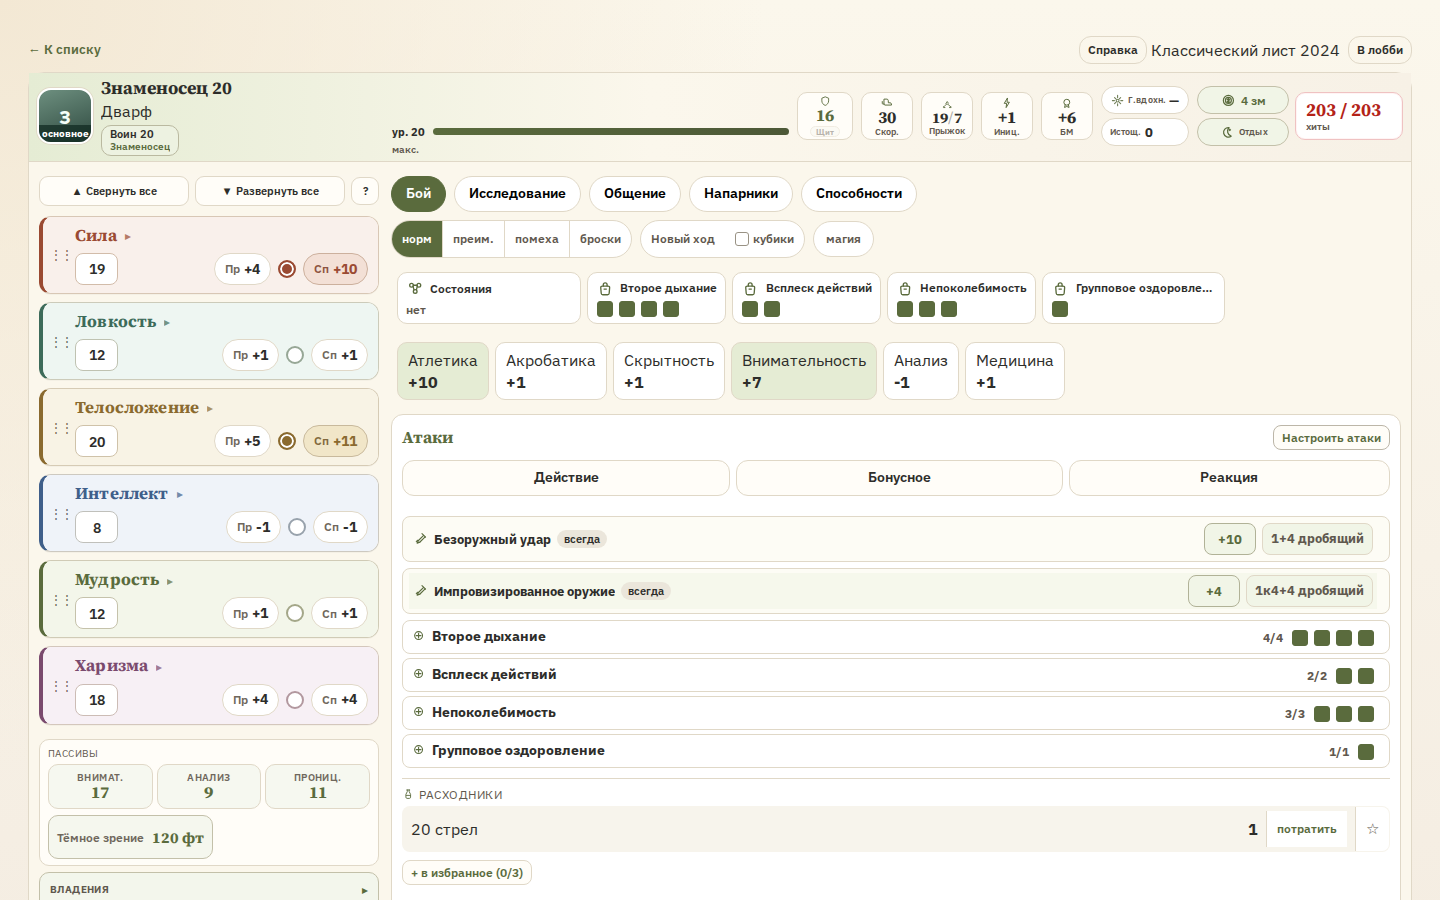 ← К списку
Справка Классический лист 2024 В лобби
З
основное
Знаменосец 20
Дварф
Воин 20
Знаменосец
ур. 20
макс.
16
Щит
30
Скор.
19/7
Прыжок
+1
Иниц.
+6
БМ
Г.вдохн. —
Истощ. 0
4 зм
Отдых
203 / 203
хиты
▲ Свернуть все
▼ Развернуть все
?
Сила ▸
19 Пр +4 Сп +10
Ловкость ▸
12 Пр +1 Сп +1
Телосложение ▸
20 Пр +5 Сп +11
Интеллект ▸
8 Пр -1 Сп -1
Мудрость ▸
12 Пр +1 Сп +1
Харизма ▸
18 Пр +4 Сп +4
ПАССИВЫ
ВНИМАТ.
17
АНАЛИЗ
9
ПРОНИЦ.
11
Тёмное зрение 120 фт
ВЛАДЕНИЯ ▸
Бой Исследование Общение Напарники Способности
норм преим. помеха броски Новый ход кубики магия
Состояния
нет
Второе дыхание
Всплеск действий
Непоколебимость
Групповое оздоровле...
Атлетика
+10
Акробатика
+1
Скрытность
+1
Внимательность
+7
Анализ
-1
Медицина
+1
Атаки Настроить атаки
Действие Бонусное Реакция
Безоружный удар всегда +10 1+4 дробящий
Импровизированное оружие всегда +4 1к4+4 дробящий
⊕ Второе дыхание 4/4
⊕ Всплеск действий 2/2
⊕ Непоколебимость 3/3
⊕ Групповое оздоровление 1/1
РАСХОДНИКИ
20 стрел 1 потратить ☆
+ в избранное (0/3)